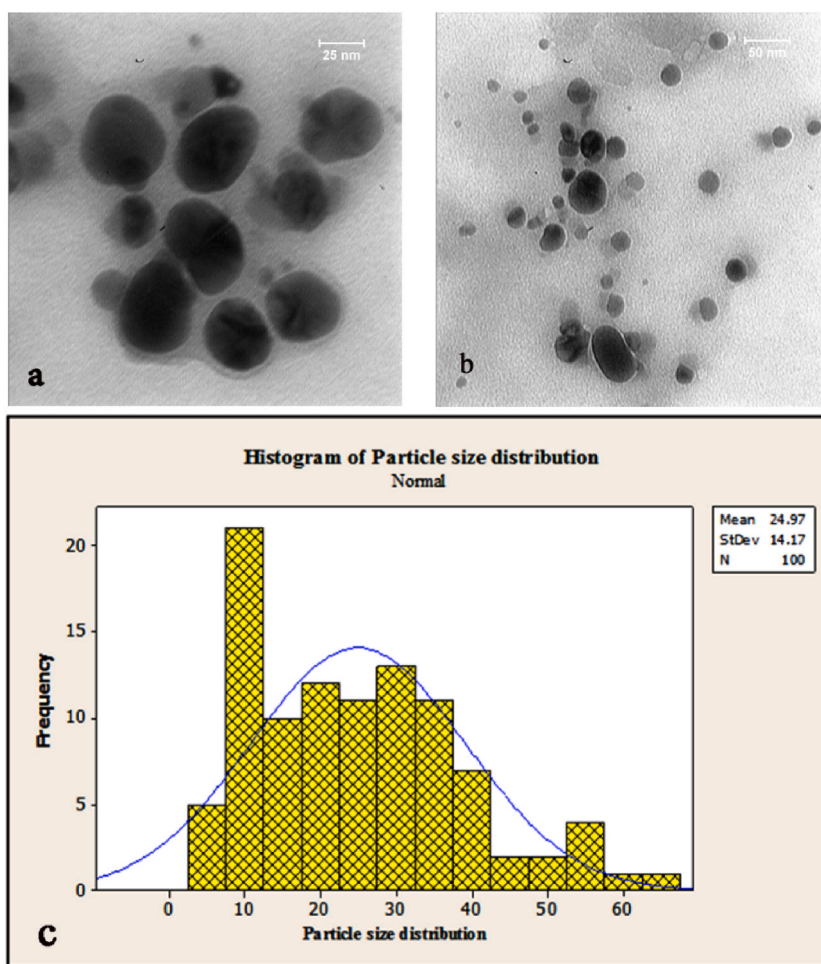 25 nm
a
50 nm
b
Histogram of Particle size distribution
Normal
Mean 24.97
StDev 14.17
N 100
Frequency
20
15
10
5
0
0 10 20 30 40 50 60
Particle size distribution
c